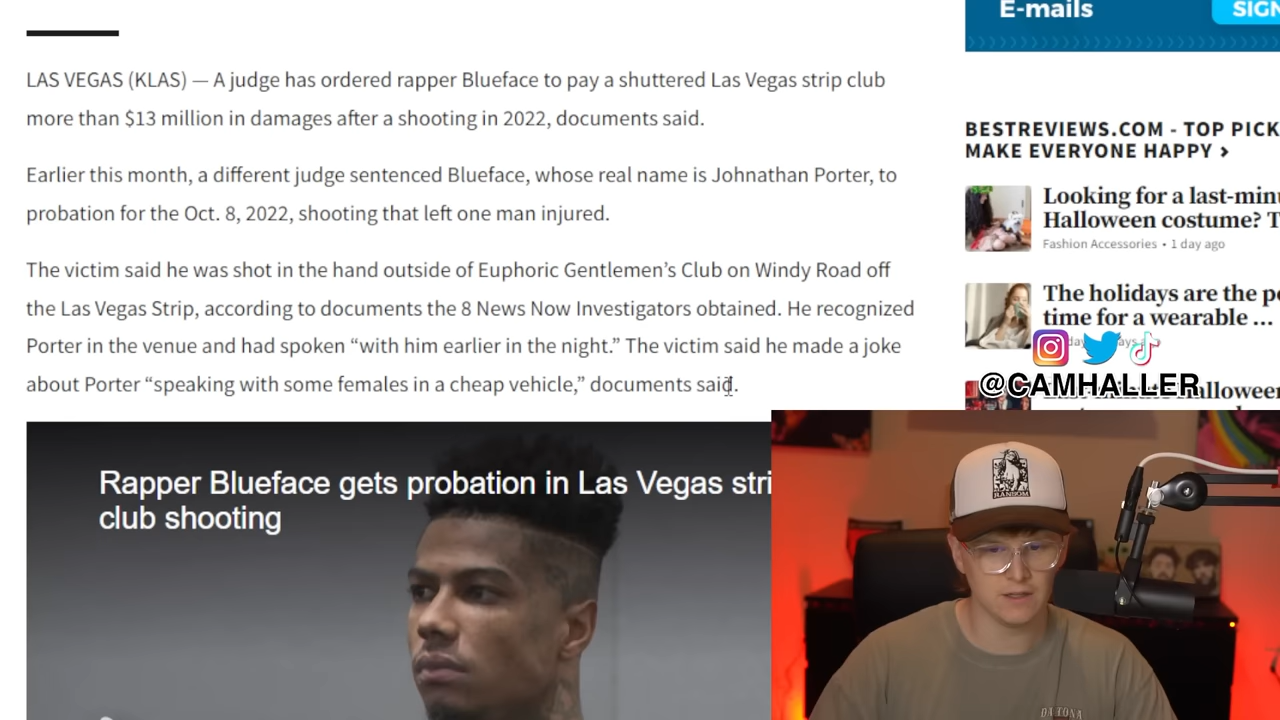 E-mails
SIGN
LAS VEGAS (KLAS) — A judge has ordered rapper Blueface to pay a shuttered Las Vegas strip club
more than $13 million in damages after a shooting in 2022, documents said.
Earlier this month, a different judge sentenced Blueface, whose real name is Johnathan Porter, to
probation for the Oct. 8, 2022, shooting that left one man injured.
The victim said he was shot in the hand outside of Euphoric Gentlemen’s Club on Windy Road off
the Las Vegas Strip, according to documents the 8 News Now Investigators obtained. He recognized
Porter in the venue and had spoken “with him earlier in the night.” The victim said he made a joke
about Porter “speaking with some females in a cheap vehicle,” documents said.
Rapper Blueface gets probation in Las Vegas stri
club shooting
BESTREVIEWS.COM - TOP PICK
MAKE EVERYONE HAPPY >
Looking for a last-minu
Halloween costume? T
Fashion Accessories • 1 day ago
The holidays are the pe
time for a wearable ...
@CAMHALLER
Halloween
RANSOM
DAYTONA